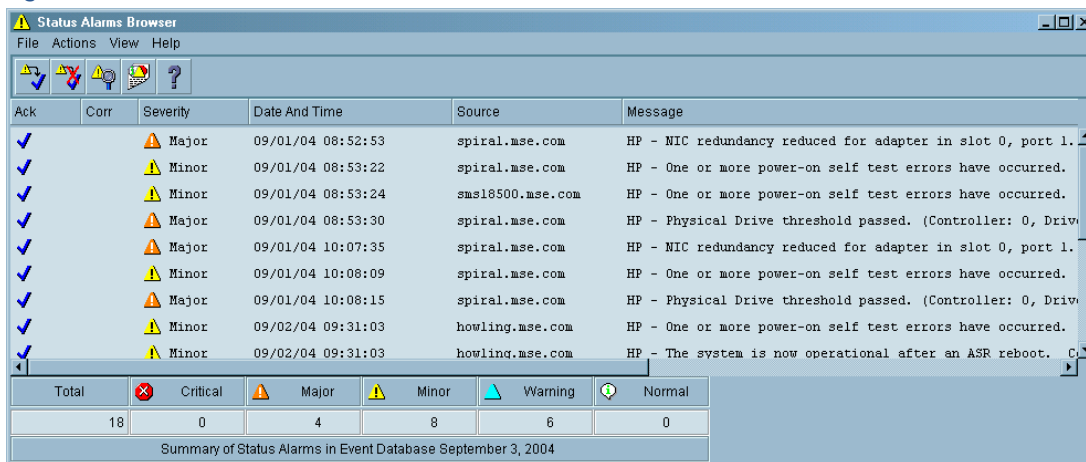 Status Alarms Browser
File Actions View Help
Ack Corr Severity Date And Time Source Message
Major 09/01/04 08:52:53 spiral.mse.com HP - NIC redundancy reduced for adapter in slot 0, port 1.
Minor 09/01/04 08:53:22 spiral.mse.com HP - One or more power-on self test errors have occurred.
Minor 09/01/04 08:53:24 smsl8500.mse.com HP - One or more power-on self test errors have occurred.
Major 09/01/04 08:53:30 spiral.mse.com HP - Physical Drive threshold passed. (Controller: 0, Driv
Major 09/01/04 10:07:35 spiral.mse.com HP - NIC redundancy reduced for adapter in slot 0, port 1.
Minor 09/01/04 10:08:09 spiral.mse.com HP - One or more power-on self test errors have occurred.
Major 09/01/04 10:08:15 spiral.mse.com HP - Physical Drive threshold passed. (Controller: 0, Driv
Minor 09/02/04 09:31:03 howling.mse.com HP - One or more power-on self test errors have occurred.
Minor 09/02/04 09:31:03 howling.mse.com HP - The system is now operational after an ASR reboot.
Total Critical Major Minor Warning Normal
18 0 4 8 6 0
Summary of Status Alarms in Event Database September 3, 2004